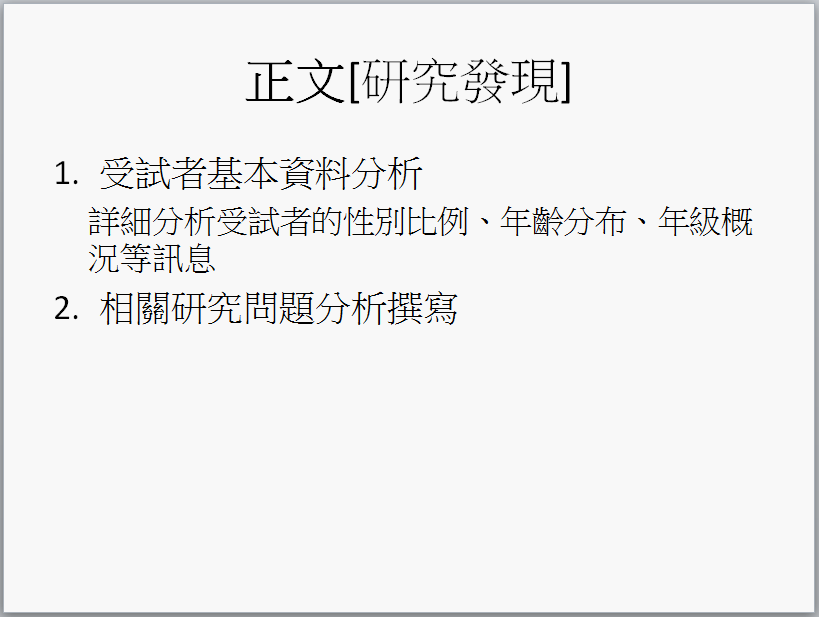 正文[研究發現]
1. 受試者基本資料分析
詳細分析受試者的性別比例、年齡分布、年級概
況等訊息
2. 相關研究問題分析撰寫